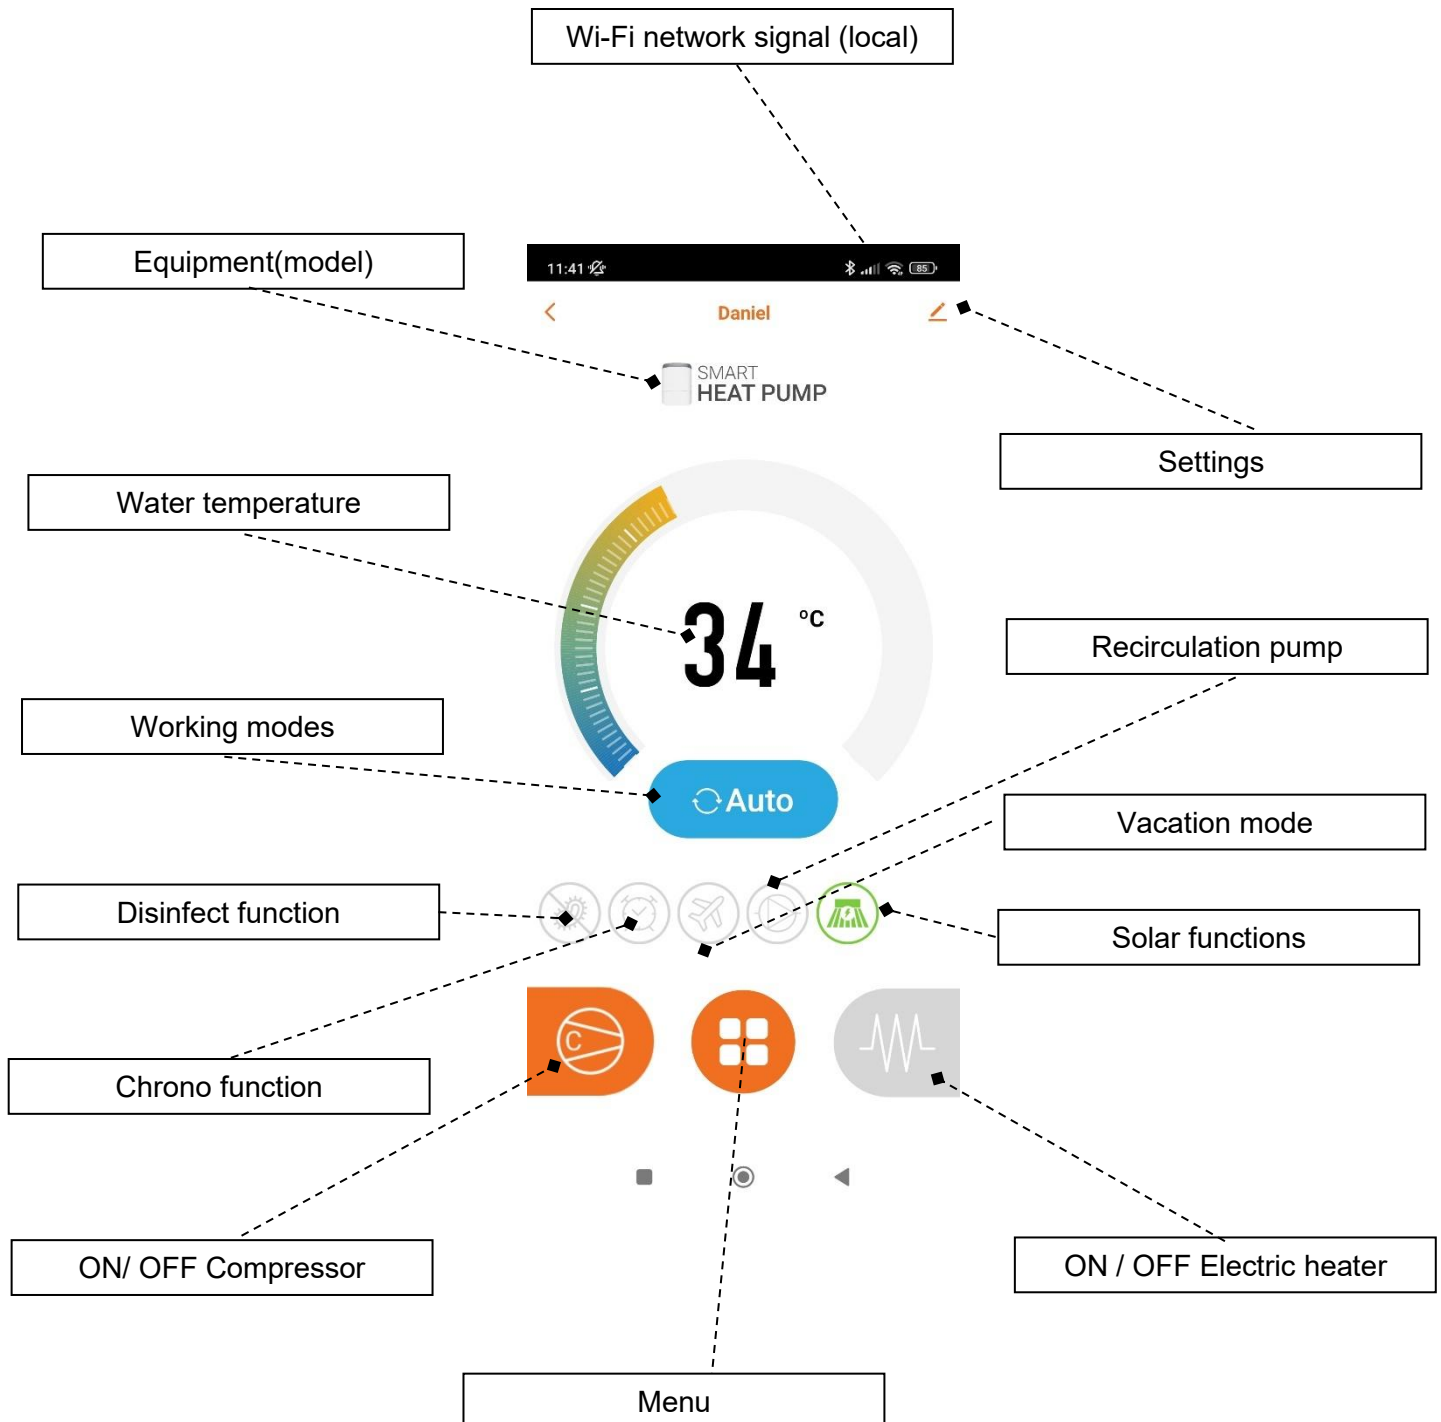 Wi-Fi network signal (local)
Equipment(model)
11:41
85
Daniel
SMART
HEAT PUMP
Settings
Water temperature
34 °C
Recirculation pump
Working modes
Auto
Vacation mode
Disinfect function
Solar functions
C
Chrono function
ON/ OFF Compressor
ON / OFF Electric heater
Menu